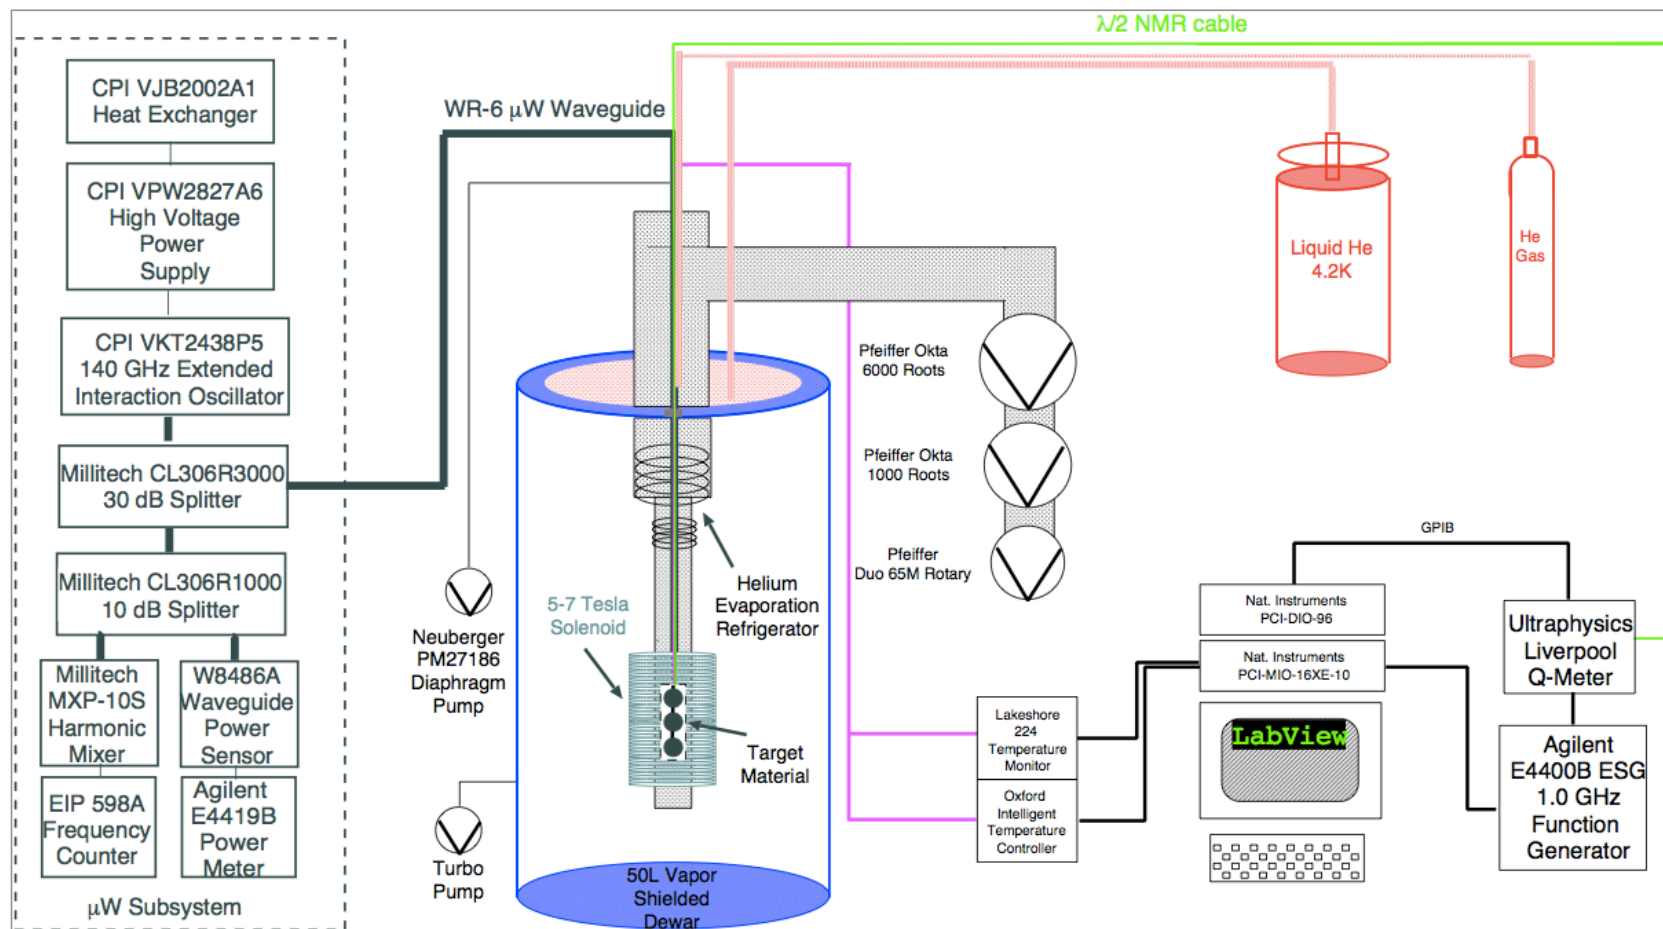 λ/2 NMR cable
CPI VJB2002A1
Heat Exchanger
CPI VPW2827A6
High Voltage
Power
Supply
CPI VKT2438P5
140 GHz Extended
Interaction Oscillator
Millitech CL306R3000
30 dB Splitter
Millitech CL306R1000
10 dB Splitter
Millitech
MXP-10S
Harmonic
Mixer
W8486A
Waveguide
Power
Sensor
EIP 598A
Frequency
Counter
Agilent
E4419B
Power
Meter
μW Subsystem
WR-6 μW Waveguide
Neuberger
PM27186
Diaphragm
Pump
Turbo
Pump
5-7 Tesla
Solenoid
Helium
Evaporation
Refrigerator
Target
Material
50L Vapor
Shielded
Dewar
Pfeiffer Okta
6000 Roots
Pfeiffer Okta
1000 Roots
Pfeiffer
Duo 65M Rotary
Liquid He
4.2K
He
Gas
GPIB
Nat. Instruments
PCI-DIO-96
Nat. Instruments
PCI-MIO-16XE-10
Ultraphysics
Liverpool
Q-Meter
Lakeshore
224
Temperature
Monitor
Oxford
Intelligent
Temperature
Controller
LabView
Agilent
E4400B ESG
1.0 GHz
Function
Generator